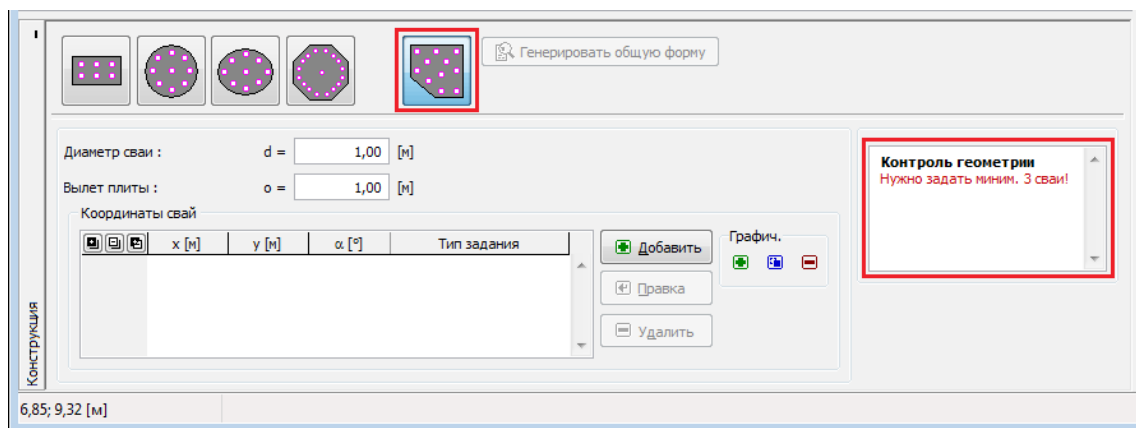 Генерировать общую форму
Диаметр сваи : d = 1,00 [м]
Вылет плиты : o = 1,00 [м]
Координаты свай
x [м] y [м] α [°] Тип задания
Добавить
Правка
Удалить
Графич.
Контроль геометрии
Нужно задать миним. 3 сваи!
Конструкция
6,85; 9,32 [м]